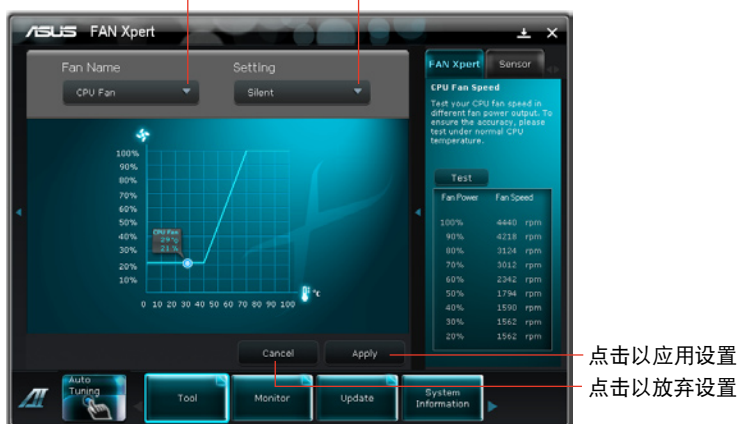 ASUS FAN Xpert
Fan Name
Setting
CPU Fan
Silent
100%
90%
80%
70%
60%
50%
40%
30%
20%
10%
CPU Fan
29 °C
21 %
0 10 20 30 40 50 60 70 80 90 100
°C
Cancel
Apply
FAN Xpert
Sensor
CPU Fan Speed
Test your CPU fan speed in
different fan power output. To
ensure the accuracy, please
test under normal CPU
temperature.
Test
Fan Power Fan Speed
100% 4440 rpm
90% 4218 rpm
80% 3124 rpm
70% 3012 rpm
60% 2342 rpm
50% 1794 rpm
40% 1590 rpm
30% 1562 rpm
20% 1562 rpm
点击以应用设置
点击以放弃设置
Auto
Tuning
Tool
Monitor
Update
System
Information